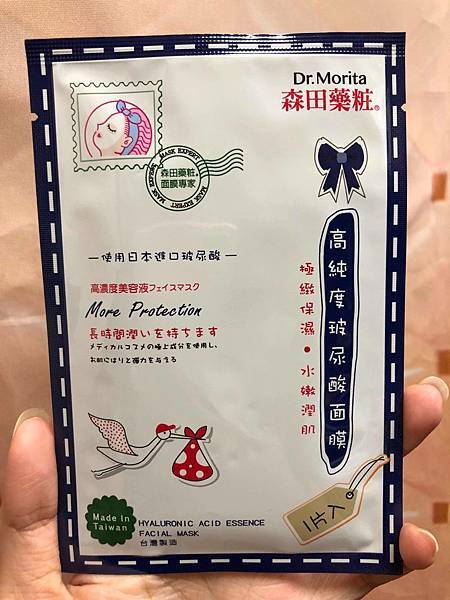 Dr.Morita
森田藥粧®
MASK EXPERT
森田藥粧®
面膜專家
MASK EXPERT
高純度玻尿酸面膜
極緻保濕•水嫩潤肌
—使用日本進口玻尿酸—
高濃度美容液フェイスマスク
More Protection
長時間潤いを持ちます
メディカルコスメの極上成分を使用し、
お肌にはりと彈力を与える
1片入
Made In
Taiwan
HYALURONIC ACID ESSENCE
FACIAL MASK
台灣製造